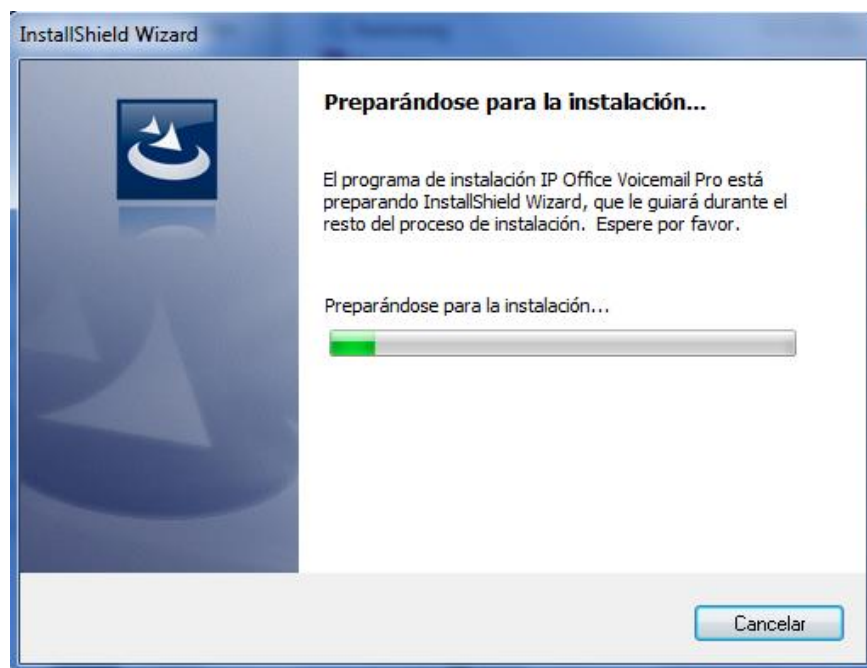 InstallShield Wizard
Preparándose para la instalación...
El programa de instalación IP Office Voicemail Pro está
preparando InstallShield Wizard, que le guiará durante el
resto del proceso de instalación.  Espere por favor.
Preparándose para la instalación...
Cancelar